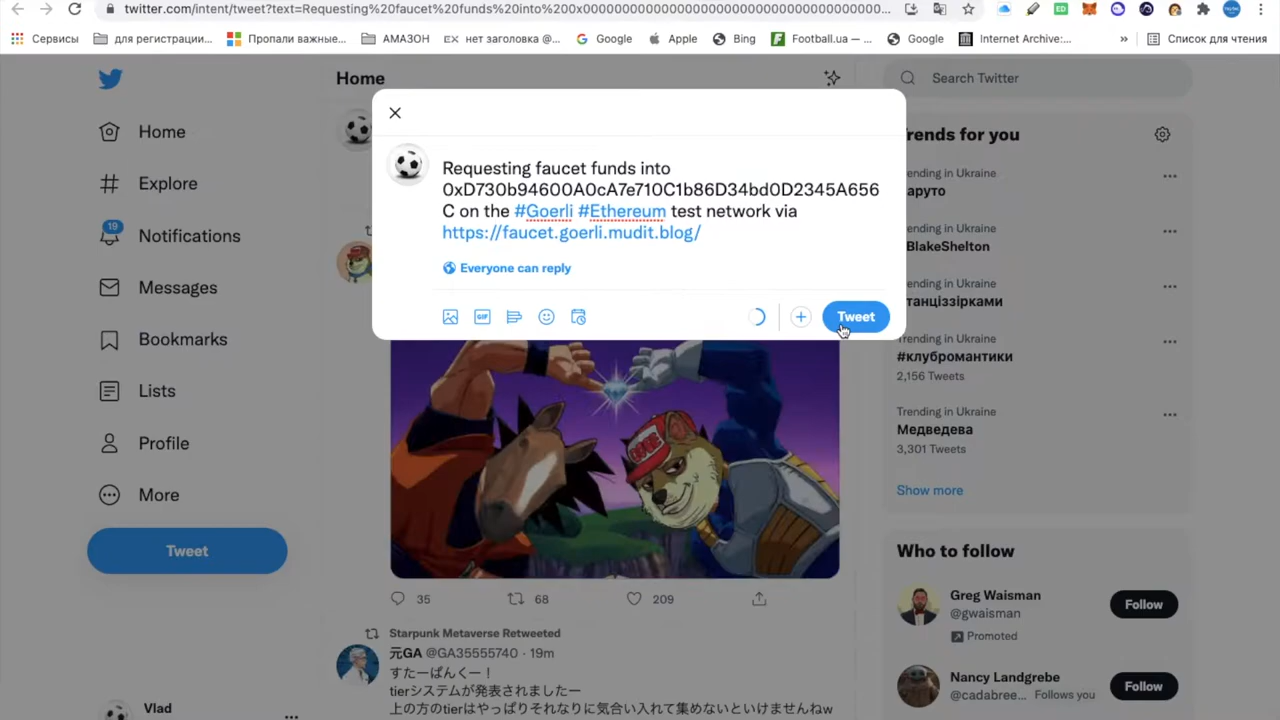 twitter.com/intent/tweet?text=Requesting%20faucet%20funds%20into%200x0000000000000000000000000000000000...
Сервисы
для регистрации...
Пропали важные...
АМАЗОН
нет заголовка @...
Google
Apple
Bing
Football.ua — ...
Google
Internet Archive:...
»
Список для чтения
Home
Search Twitter
Requesting faucet funds into
0xD730b94600A0cA7e710C1b86D34bd0D2345A656
C on the #Goerli #Ethereum test network via
https://faucet.goerli.mudit.blog/
Everyone can reply
GIF
Tweet
Home
Explore
19
Notifications
Messages
Bookmarks
Lists
Profile
More
Tweet
Vlad
35
68
209
Starpunk Metaverse Retweeted
元GA @GA35555740 · 19m
すたーぱんくー！
tierシステムが発表されましたー
上の方のtierはやっぱりそれなりに気合い入れて集めないといけませんねw
rends for you
ending in Ukraine
аруто
ending in Ukraine
BlakeShelton
ending in Ukraine
танціззірками
Trending in Ukraine
#клубромантики
2,156 Tweets
Trending in Ukraine
Медведева
3,301 Tweets
Show more
Who to follow
Greg Waisman
@gwaisman
Promoted
Follow
Nancy Landgrebe
@cadabree... Follows you
Follow